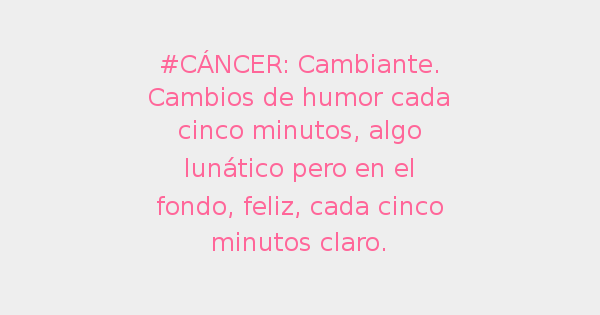 #CÁNCER: Cambiante.
Cambios de humor cada
cinco minutos, algo
lunático pero en el
fondo, feliz, cada cinco
minutos claro.